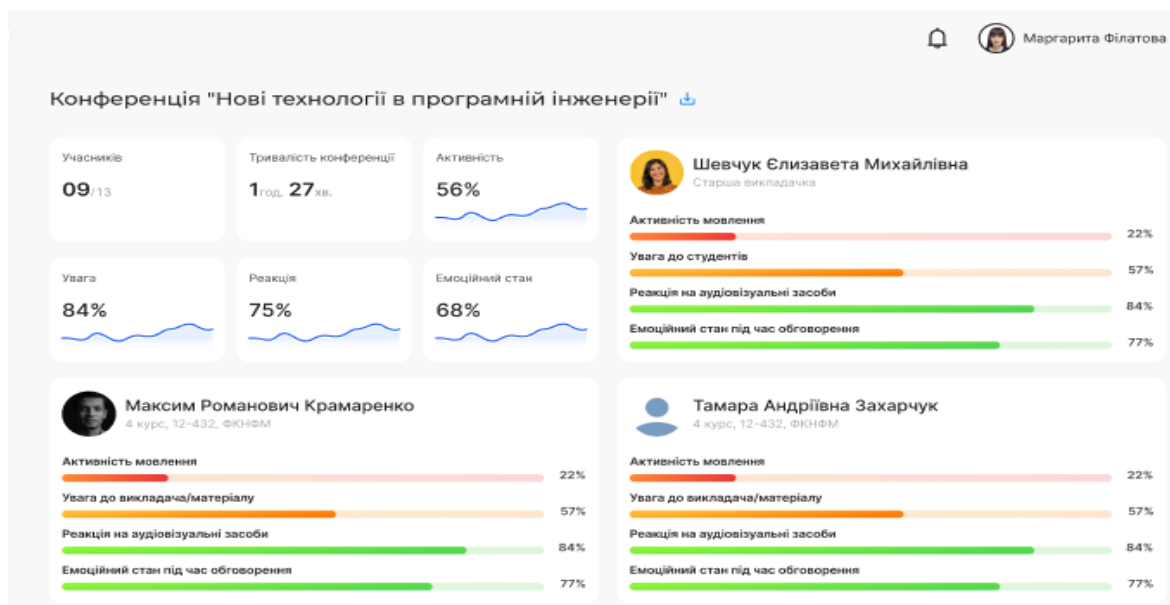 Маргарита Філатова
Конференція "Нові технології в програмній інженерії"
Учасників
09/13
Тривалість конференції
1год. 27хв.
Активність
56%
Увага
84%
Реакція
75%
Емоційний стан
68%
Шевчук Єлизавета Михайлівна
Старша викладачка
Активність мовлення
22%
Увага до студентів
57%
Реакція на аудіовізуальні засоби
84%
Емоційний стан під час обговорення
77%
Максим Романович Крамаренко
4 курс, 12-432, ФКНФМ
Активність мовлення
22%
Увага до викладача/матеріалу
57%
Реакція на аудіовізуальні засоби
84%
Емоційний стан під час обговорення
77%
Тамара Андріївна Захарчук
4 курс, 12-432, ФКНФМ
Активність мовлення
22%
Увага до викладача/матеріалу
57%
Реакція на аудіовізуальні засоби
84%
Емоційний стан під час обговорення
77%